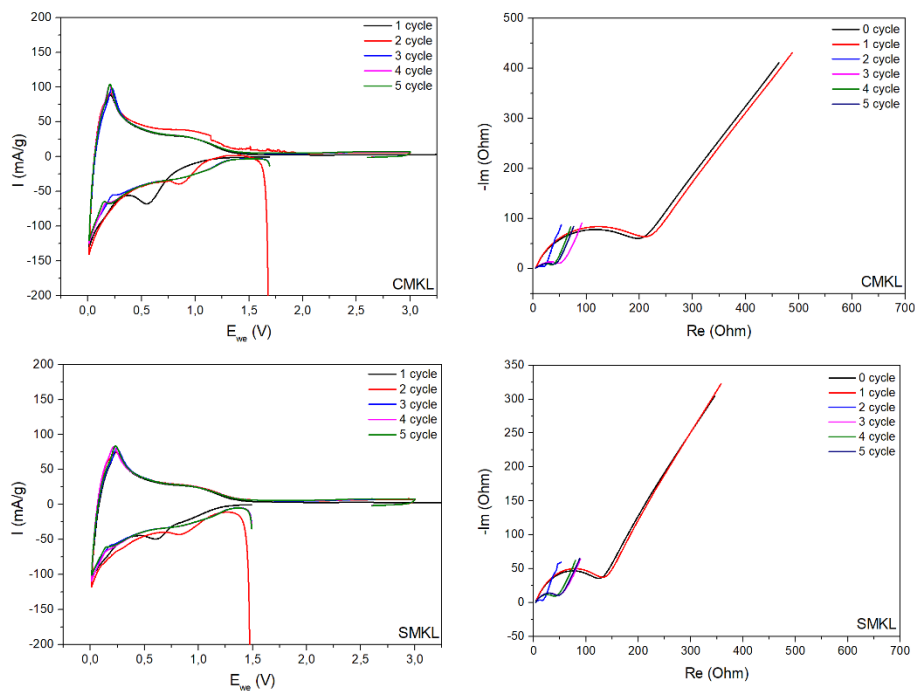 200
150
100
50
0
-50
-100
-150
-200
I (mA/g)
0,0 0,5 1,0 1,5 2,0 2,5 3,0
E_we (V)
1 cycle
2 cycle
3 cycle
4 cycle
5 cycle
CMKL
500
400
300
200
100
0
-100
-Im (Ohm)
0 100 200 300 400 500 600 700
Re (Ohm)
0 cycle
1 cycle
2 cycle
3 cycle
4 cycle
5 cycle
CMKL
200
150
100
50
0
-50
-100
-150
-200
I (mA/g)
0,0 0,5 1,0 1,5 2,0 2,5 3,0
E_we (V)
1 cycle
2 cycle
3 cycle
4 cycle
5 cycle
SMKL
350
300
250
200
150
100
50
0
-50
-Im (Ohm)
0 100 200 300 400 500 600 700
Re (Ohm)
0 cycle
1 cycle
2 cycle
3 cycle
4 cycle
5 cycle
SMKL